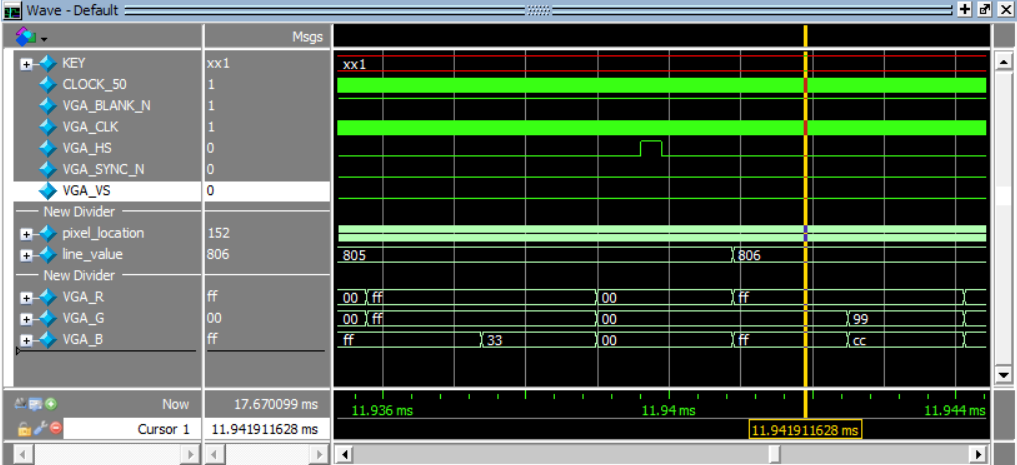 Wave - Default
Msgs
KEY xx1 xx1
CLOCK_50 1
VGA_BLANK_N 1
VGA_CLK 1
VGA_HS 0
VGA_SYNC_N 0
VGA_VS 0
New Divider
pixel_location 152
line_value 806 805 806
New Divider
VGA_R ff 00 ff 00 ff
VGA_G 00 00 ff 00 99
VGA_B ff ff 33 00 ff cc
Now 17.670099 ms 11.936 ms 11.94 ms 11.944 ms
Cursor 1 11.941911628 ms 11.941911628 ms